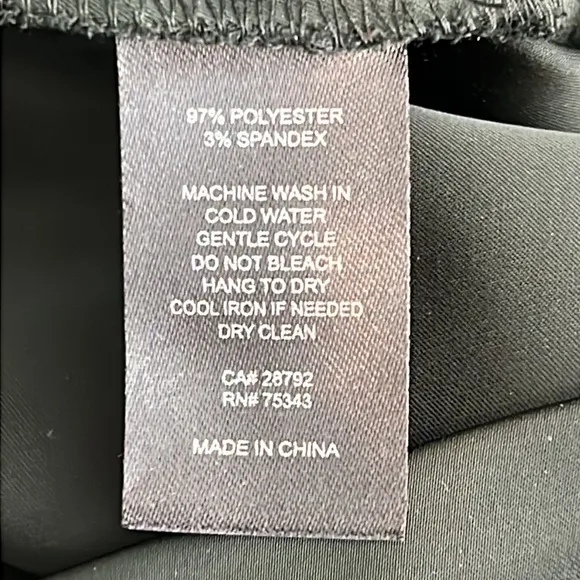 97% POLYESTER
3% SPANDEX
MACHINE WASH IN
COLD WATER
GENTLE CYCLE
DO NOT BLEACH
HANG TO DRY
COOL IRON IF NEEDED
DRY CLEAN
CA# 28792
RN# 75343
MADE IN CHINA